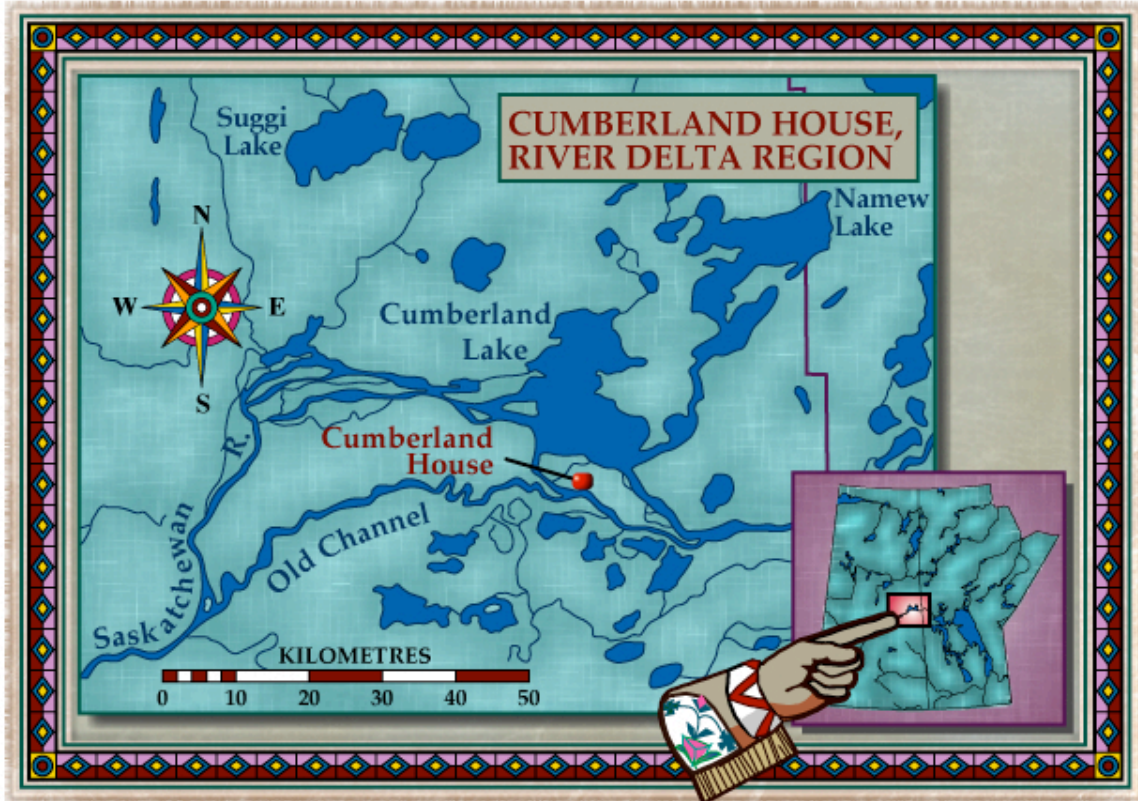 CUMBERLAND HOUSE,
RIVER DELTA REGION
Suggi
Lake
Namew
Lake
N
W
E
S
Cumberland
Lake
Cumberland
House
R.
Saskatchewan
Old Channel
KILOMETRES
0 10 20 30 40 50